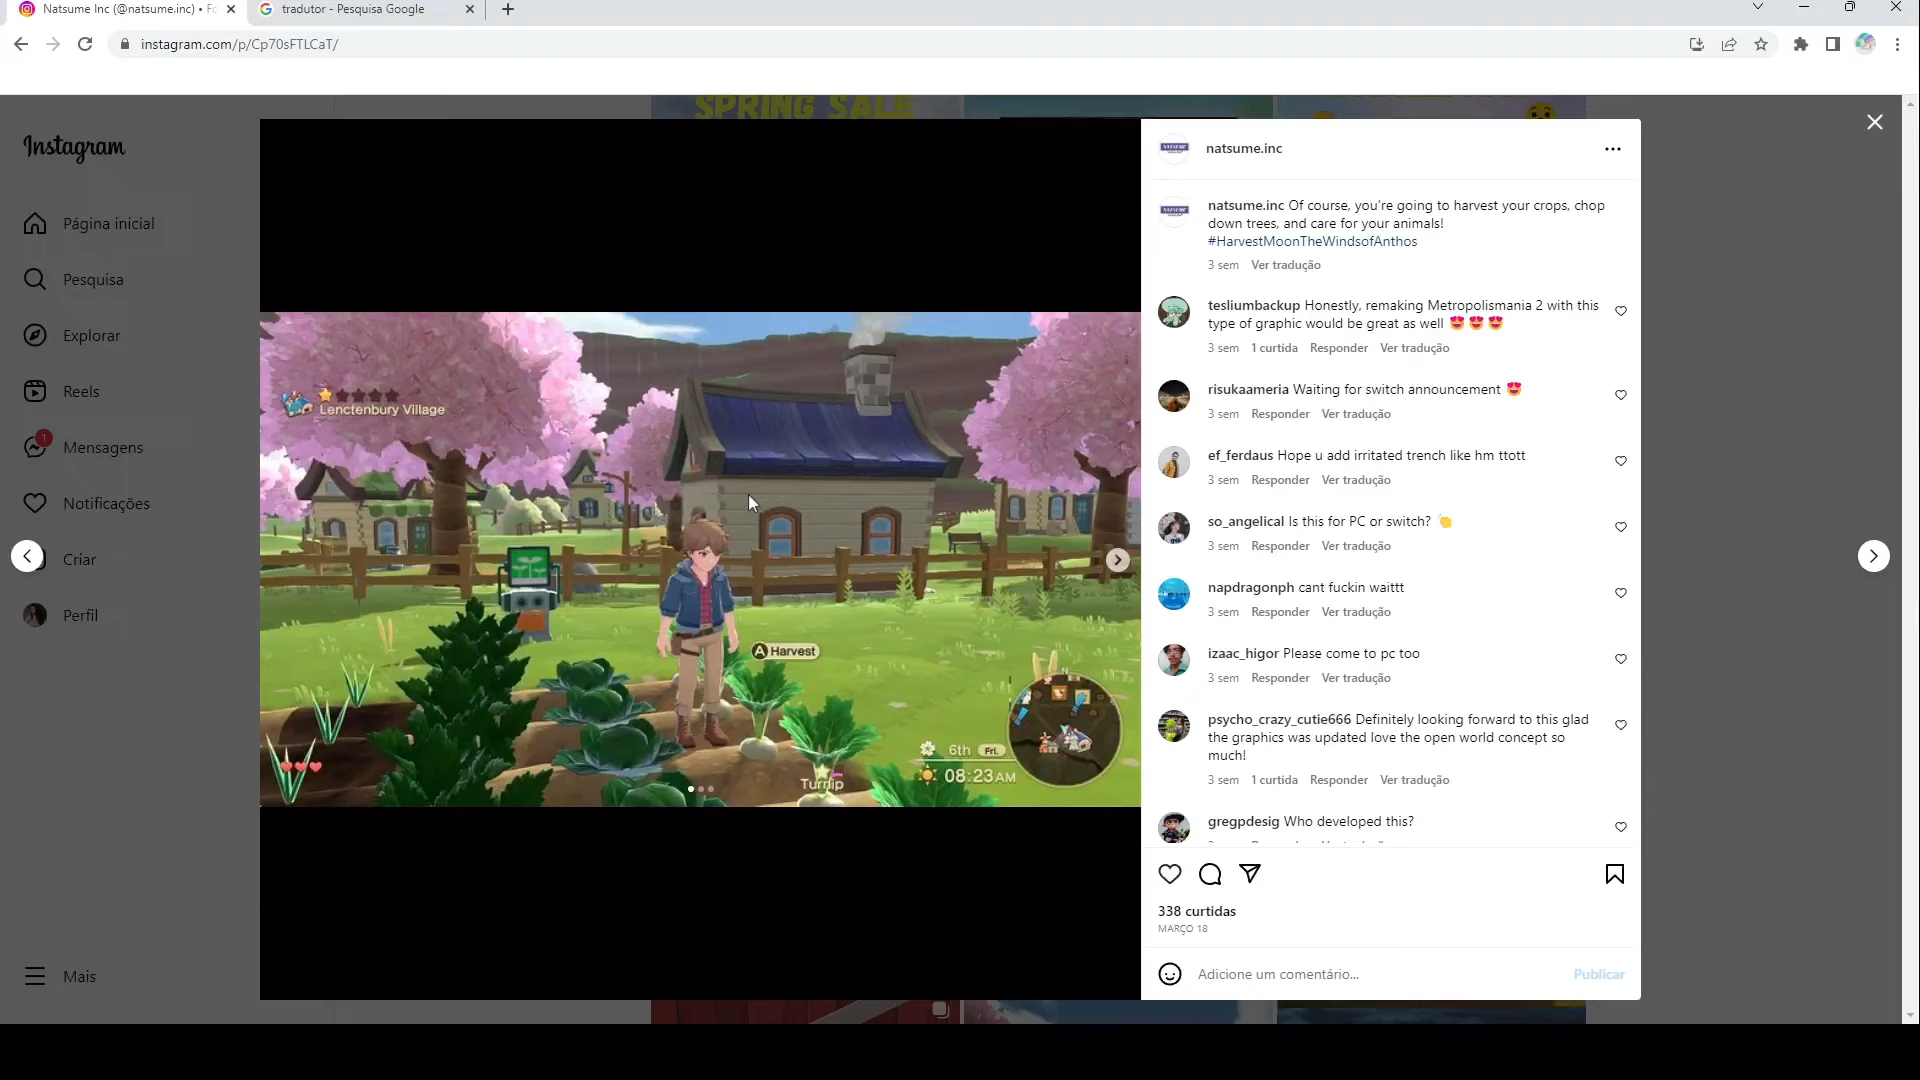 Natsume Inc (@natsume.inc) • Fo
tradutor - Pesquisa Google
instagram.com/p/Cp70sFTLCaT/
SPRING SALE
Instagram
Página inicial
Pesquisa
Explorar
Reels
1
Mensagens
Notificações
Criar
Perfil
Mais
Lenctenbury Village
A Harvest
Turnip
N
6th Fri.
08:23AM
natsume.inc
natsume.inc Of course, you're going to harvest your crops, chop
down trees, and care for your animals!
#HarvestMoonTheWindsofAnthos
3 sem Ver tradução
tesliumbackup Honestly, remaking Metropolismania 2 with this
type of graphic would be great as well 😍😍😍
3 sem 1 curtida Responder Ver tradução
risukaameria Waiting for switch announcement 😍
3 sem Responder Ver tradução
ef_ferdaus Hope u add irritated trench like hm ttott
3 sem Responder Ver tradução
so_angelical Is this for PC or switch? 👏
3 sem Responder Ver tradução
napdragonph cant fuckin waittt
3 sem Responder Ver tradução
izaac_higor Please come to pc too
3 sem Responder Ver tradução
psycho_crazy_cutie666 Definitely looking forward to this glad
the graphics was updated love the open world concept so
much!
3 sem 1 curtida Responder Ver tradução
gregpdesig Who developed this?
338 curtidas
MARÇO 18
Adicione um comentário...
Publicar